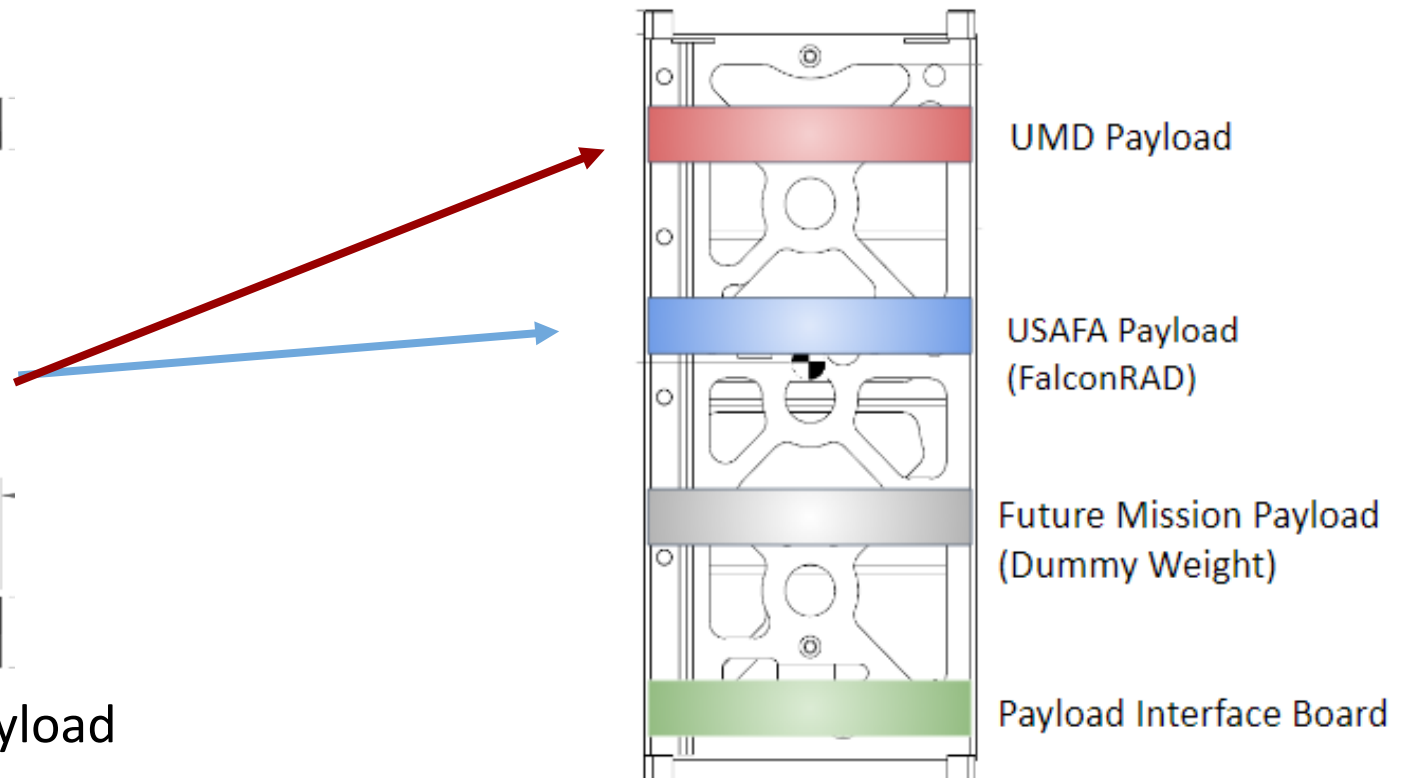 UMD Payload
USAFA Payload
(FalconRAD)
Future Mission Payload
(Dummy Weight)
Payload Interface Board
yload